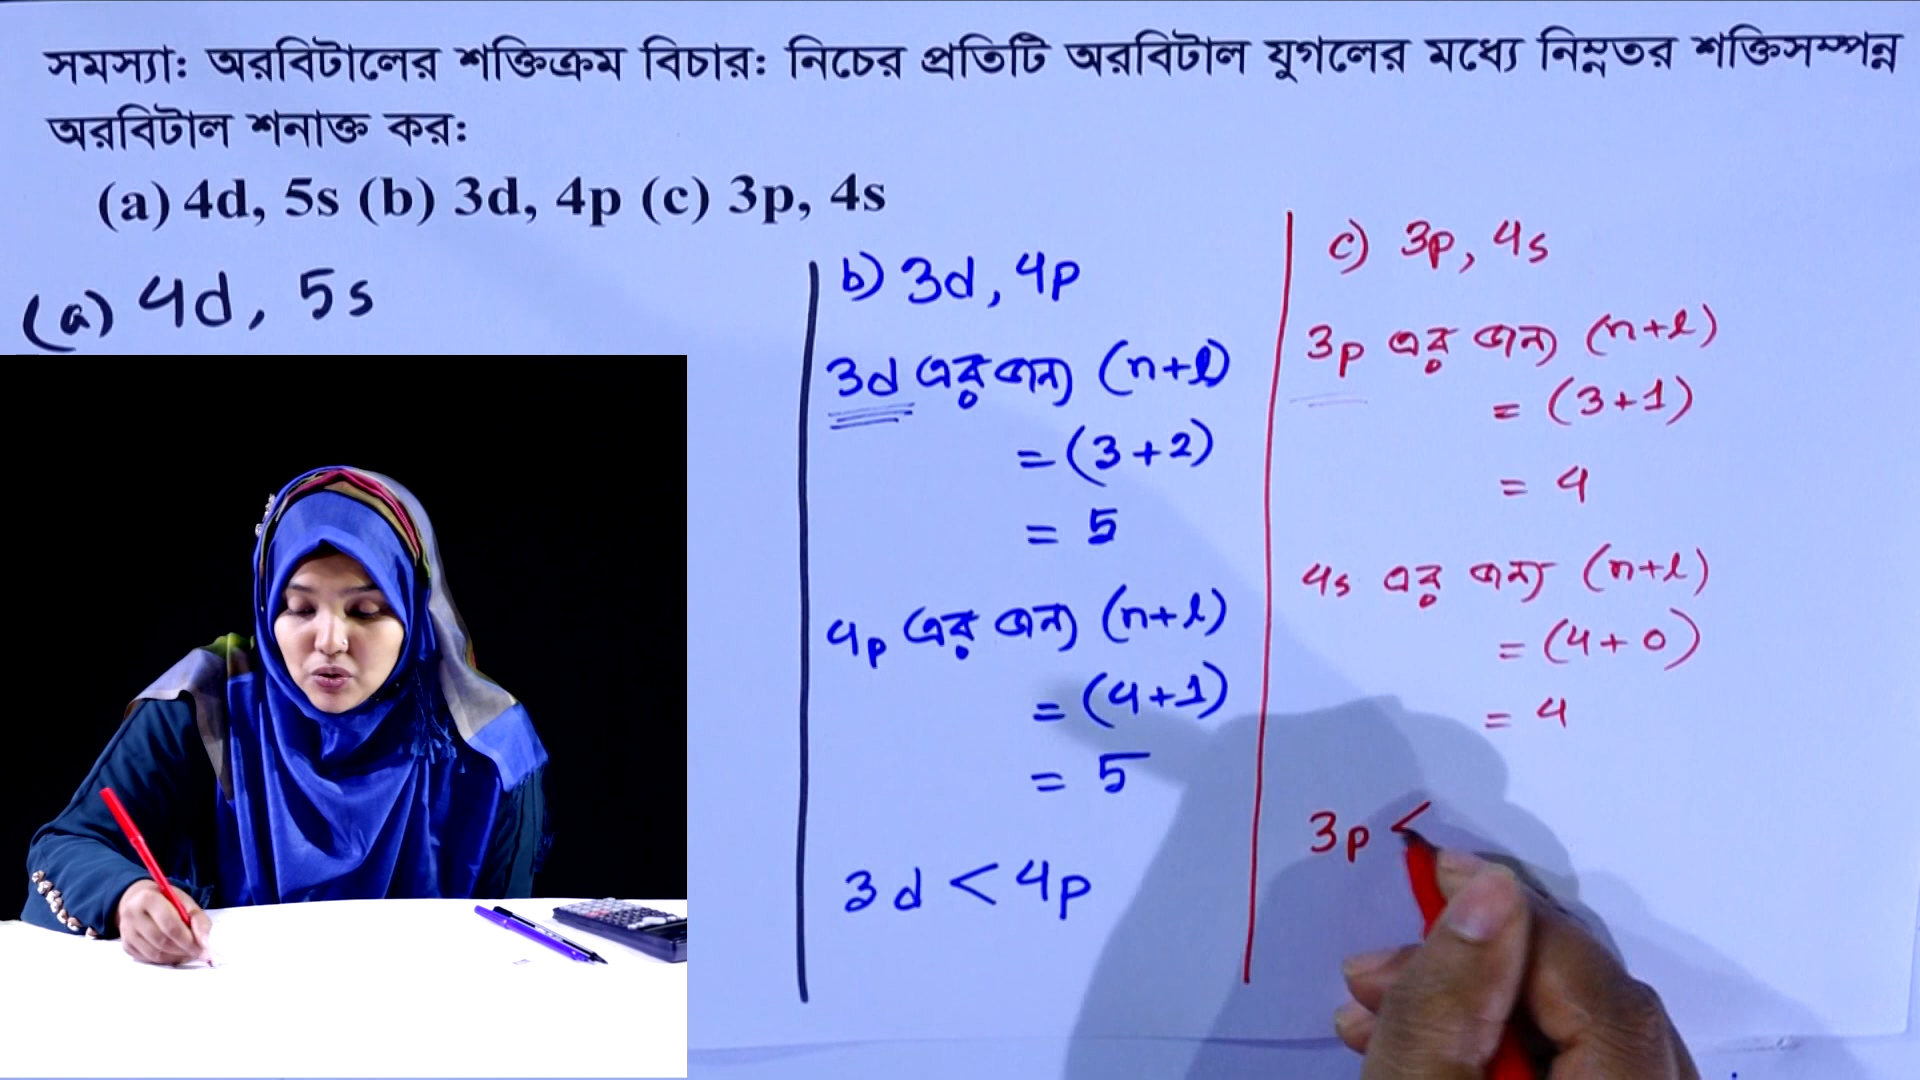 সমস্যা: অরবিটালের শক্তিক্রম বিচার: নিচের প্রতিটি অরবিটাল যুগলের মধ্যে নিম্নতর শক্তিসম্পন্ন
অরবিটাল শনাক্ত কর:
(a) 4d, 5s (b) 3d, 4p (c) 3p, 4s
(a) 4d, 5s
b) 3d, 4p
3d এর জন্য (n+l)
= (3+2)
= 5
4p এর জন্য (n+l)
= (4+1)
= 5
3d < 4p
c) 3p, 4s
3p এর জন্য (n+l)
= (3+1)
= 4
4s এর জন্য (n+l)
= (4+0)
= 4
3p <